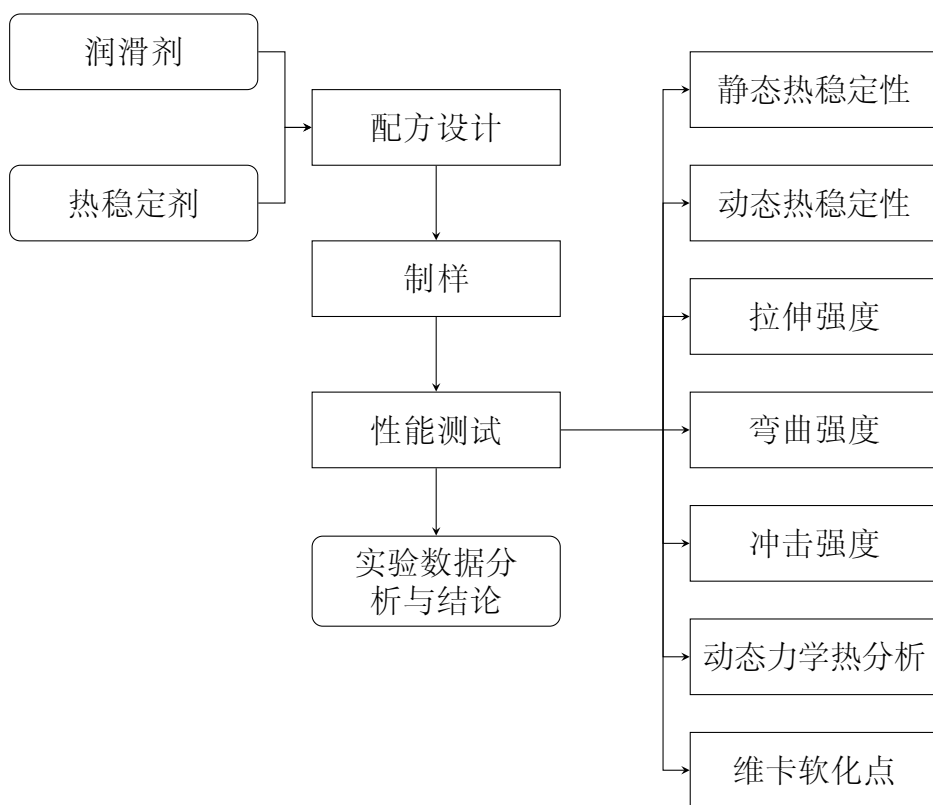 润滑剂
热稳定剂
配方设计
制样
性能测试
实验数据分
析与结论
静态热稳定性
动态热稳定性
拉伸强度
弯曲强度
冲击强度
动态力学热分析
维卡软化点